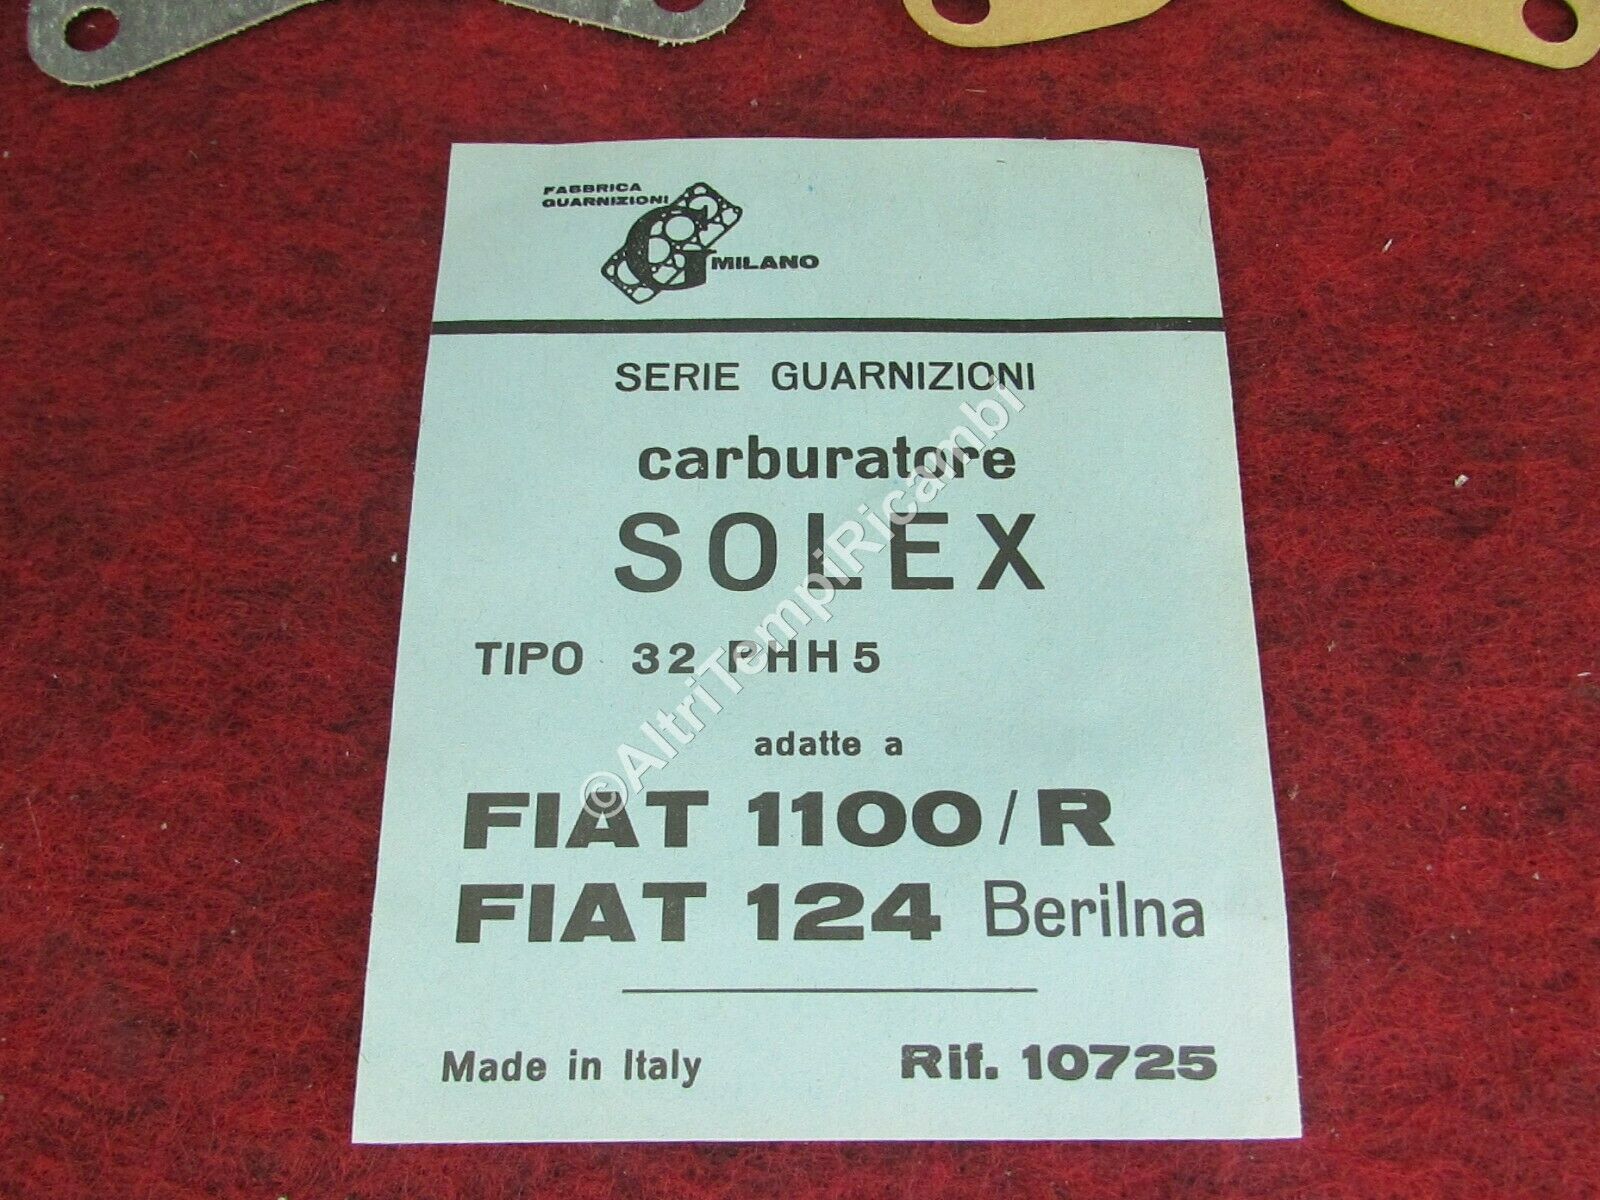 FABBRICA
GUARNIZIONI
G MILANO
SERIE GUARNIZIONI
carburatore
SOLEX
TIPO 32 PHH5
adatte a
FIAT 1100/R
FIAT 124 Berilna
Made in Italy Rif. 10725
©AltriTempiRicambi